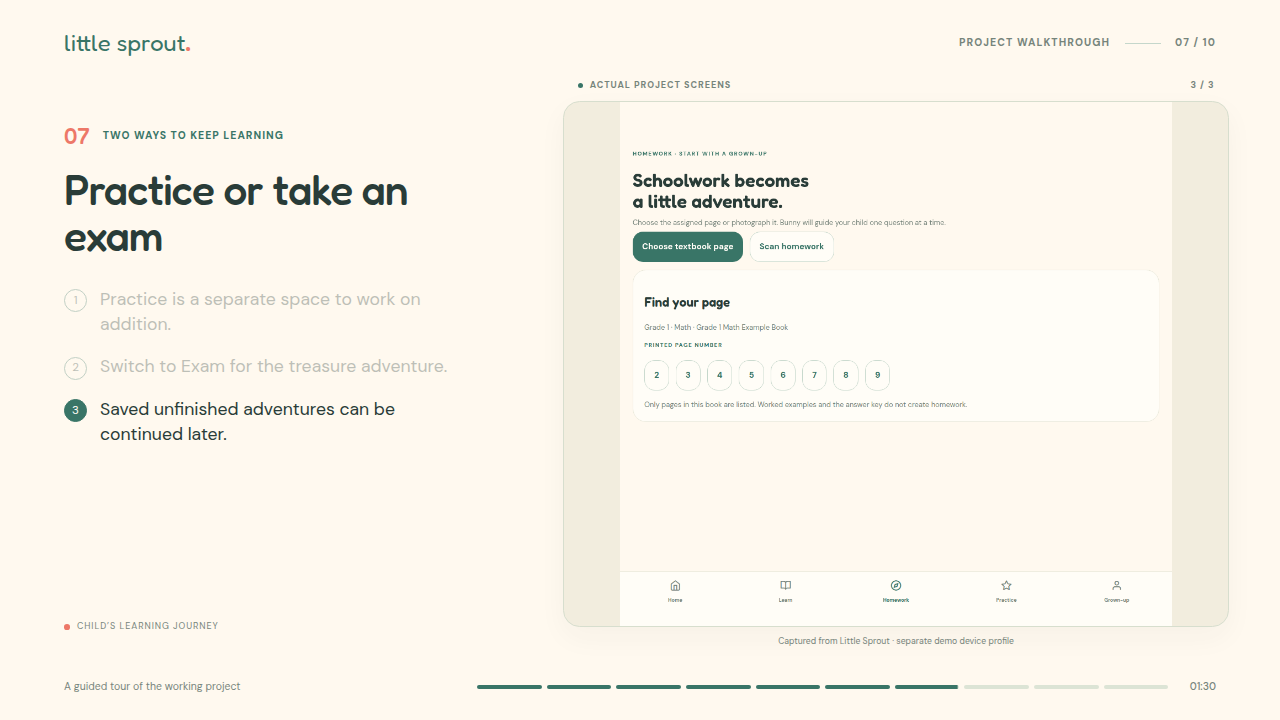 little sprout.
PROJECT WALKTHROUGH
07 / 10
ACTUAL PROJECT SCREENS
3 / 3
07 TWO WAYS TO KEEP LEARNING
Practice or take an
exam
1 Practice is a separate space to work on
addition.
2 Switch to Exam for the treasure adventure.
3 Saved unfinished adventures can be
continued later.
CHILD'S LEARNING JOURNEY
HOMEWORK · START WITH A GROWN-UP
Schoolwork becomes
a little adventure.
Choose the assigned page or photograph it. Bunny will guide your child one question at a time.
Choose textbook page
Scan homework
Find your page
Grade 1 · Math · Grade 1 Math Example Book
PRINTED PAGE NUMBER
2 3 4 5 6 7 8 9
Only pages in this book are listed. Worked examples and the answer key do not create homework.
Home Learn Homework Practice Grown-up
Captured from Little Sprout · separate demo device profile
A guided tour of the working project
01:30